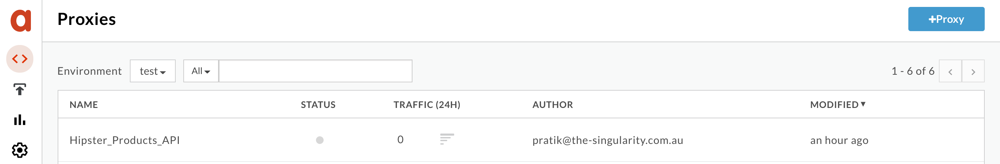 a
Proxies
+Proxy
Environment test All 1 - 6 of 6
NAME STATUS TRAFFIC (24H) AUTHOR MODIFIED
Hipster_Products_API 0 pratik@the-singularity.com.au an hour ago